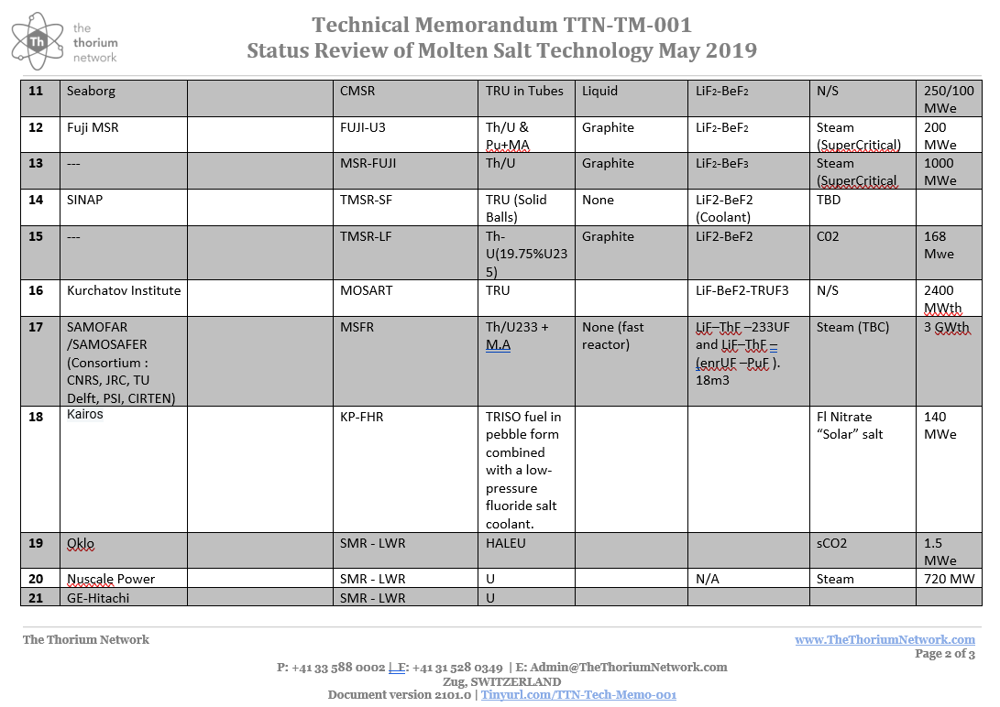 Th
the
thorium
network
Technical Memorandum TTN-TM-001
Status Review of Molten Salt Technology May 2019
11 Seaborg CMSR TRU in Tubes Liquid LiF2-BeF2 N/S 250/100
MWe
12 Fuji MSR FUJI-U3 Th/U & Graphite LiF2-BeF2 Steam 200
Pu+MA (SuperCritical) MWe
13 --- MSR-FUJI Th/U Graphite LiF2-BeF3 Steam 1000
(SuperCritical MWe
14 SINAP TMSR-SF TRU (Solid None LiF2-BeF2 TBD
Balls) (Coolant)
15 --- TMSR-LF Th- Graphite LiF2-BeF2 C02 168
U(19.75%U23 Mwe
5)
16 Kurchatov Institute MOSART TRU LiF-BeF2-TRUF3 N/S 2400
MWth
17 SAMOFAR MSFR Th/U233 + None (fast LiF–ThF –233UF Steam (TBC) 3 GWth
/SAMOSAFER M.A reactor) and LiF–ThF –
(Consortium : (enrUF –PuF ).
CNRS, JRC, TU 18m3
Delft, PSI, CIRTEN)
18 Kairos KP-FHR TRISO fuel in Fl Nitrate 140
pebble form "Solar" salt MWe
combined
with a low-
pressure
fluoride salt
coolant.
19 Oklo SMR - LWR HALEU sCO2 1.5
MWe
20 Nuscale Power SMR - LWR U N/A Steam 720 MW
21 GE-Hitachi SMR - LWR U
The Thorium Network www.TheThoriumNetwork.com
Page 2 of 3
P: +41 33 588 0002 | F: +41 31 528 0349 | E: Admin@TheThoriumNetwork.com
Zug, SWITZERLAND
Document version 2101.0 | Tinyurl.com/TTN-Tech-Memo-001